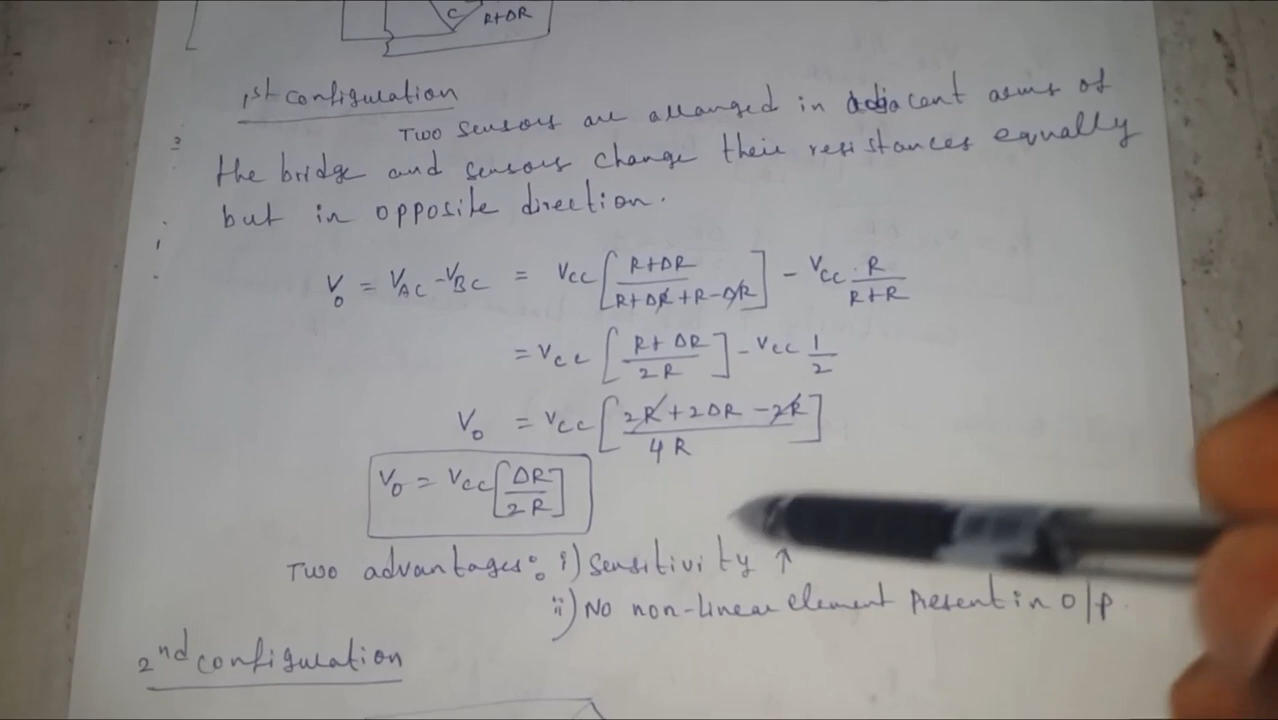 C
R+ΔR
1st configuration
Two sensors are arranged in adjacent arms of
the bridge and sensors change their resistances equally
but in opposite direction.
V₀ = V_AC - V_BC = Vcc [ (R+ΔR) / (R+ΔR+R-ΔR) ] - Vcc · R / (R+R)
= Vcc [ (R+ΔR) / 2R ] - Vcc 1/2
V₀ = Vcc [ (2R + 2ΔR - 2R) / 4R ]
V₀ = Vcc [ ΔR / 2R ]
Two advantages: i) Sensitivity ↑
ii) No non-linear element present in o/p.
2nd configuration